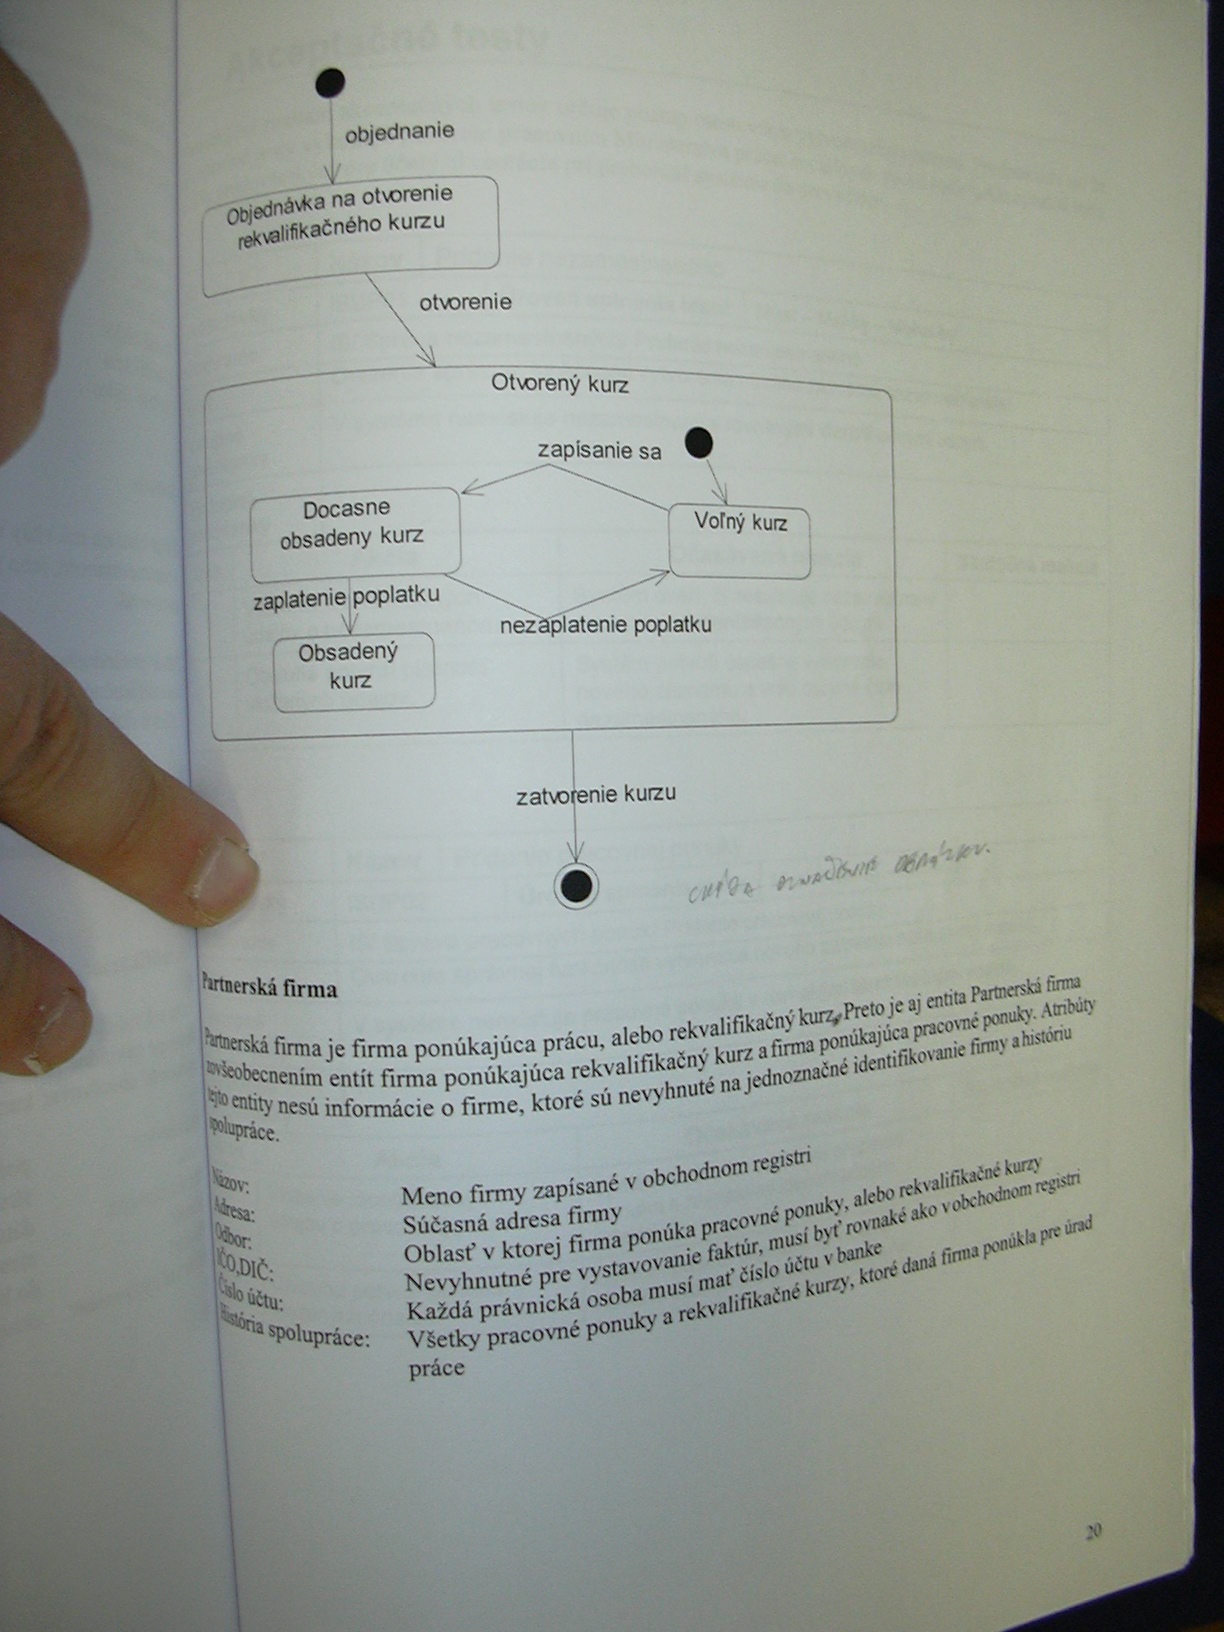 objednanie
Objednávka na otvorenie
rekvalifikačného kurzu
otvorenie
Otvorený kurz
zapísanie sa
Docasne
obsadeny kurz
Voľný kurz
zaplatenie poplatku
nezaplatenie poplatku
Obsadený
kurz
zatvorenie kurzu
CHÝBA OZNAČENIE OBRÁZKU.
Partnerská firma
Partnerská firma je firma ponúkajúca prácu, alebo rekvalifikačný kurz. Preto je aj entita Partnerská firma
zovšeobecnením entít firma ponúkajúca rekvalifikačný kurz a firma ponúkajúca pracovné ponuky. Atribúty
tejto entity nesú informácie o firme, ktoré sú nevyhnuté na jednoznačné identifikovanie firmy a históriu
spolupráce.
Názov: Meno firmy zapísané v obchodnom registri
Adresa: Súčasná adresa firmy
Odbor: Oblasť v ktorej firma ponúka pracovné ponuky, alebo rekvalifikačné kurzy
IČO,DIČ: Nevyhnutné pre vystavovanie faktúr, musí byť rovnaké ako v obchodnom registri
Číslo účtu: Každá právnická osoba musí mať číslo účtu v banke
História spolupráce: Všetky pracovné ponuky a rekvalifikačné kurzy, ktoré daná firma ponúkla pre úrad
práce
20